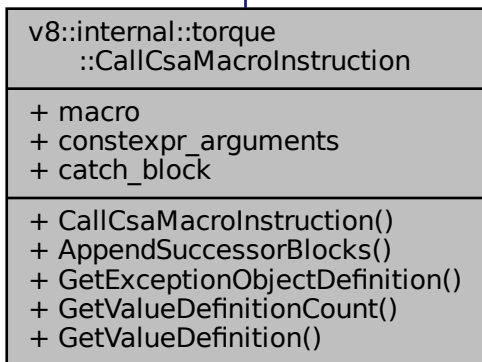 v8::internal::torque
::CallCsaMacroInstruction
+ macro
+ constexpr_arguments
+ catch_block
+ CallCsaMacroInstruction()
+ AppendSuccessorBlocks()
+ GetExceptionObjectDefinition()
+ GetValueDefinitionCount()
+ GetValueDefinition()